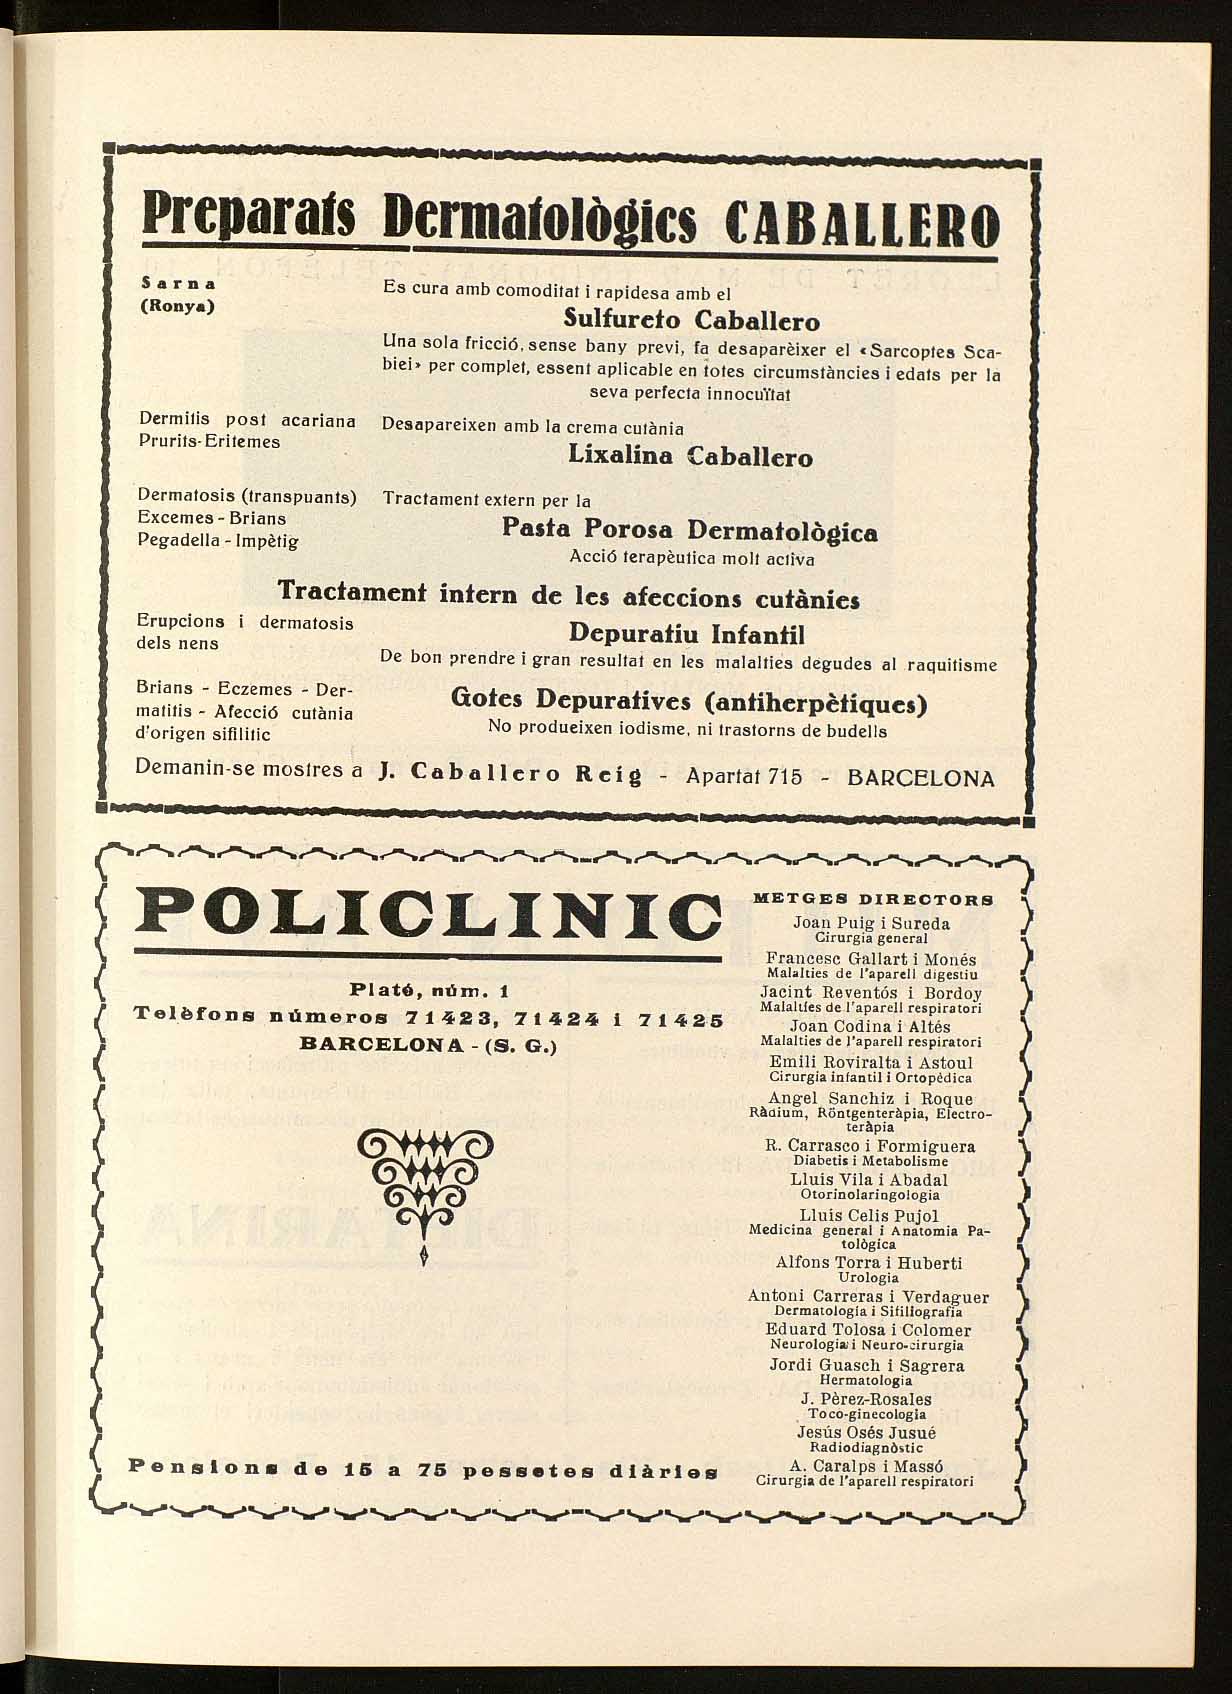 Preparats Dermatològics CABALLERO
Sarna
(Ronya)
Es cura amb comoditat i rapidesa amb el
Sulfureto Caballero
Una sola fricció, sense bany previ, fa desaparèixer el «Sarcoptes Sca-
biei» per complet, essent aplicable en totes circumstàncies i edats per la
seva perfecta innocuïtat
Dermitis post acariana
Prurits-Eritemes
Desapareixen amb la crema cutània
Lixalina Caballero
Dermatosis (transpuants)
Excemes - Brians
Pegadella - Impètig
Tractament extern per la
Pasta Porosa Dermatològica
Acció terapèutica molt activa
Tractament intern de les afeccions cutànies
Erupcions i dermatosis
dels nens
Depuratiu Infantil
De bon prendre i gran resultat en les malalties degudes al raquitisme
Brians - Eczemes - Der-
matitis - Afecció cutània
d'origen sifilític
Gotes Depuratives (antiherpètiques)
No produeixen iodisme, ni trastorns de budells
Demanin-se mostres a J. Caballero Reig - Apartat 715 - BARCELONA
POLICLINIC
Plató, núm. 1
Telèfons números 71423, 71424 i 71425
BARCELONA - (S. G.)
Pensions de 15 a 75 pessetes diàries
METGES DIRECTORS
Joan Puig i Sureda
Cirurgia general
Francesc Gallart i Monés
Malalties de l'aparell digestiu
Jacint Reventós i Bordoy
Malalties de l'aparell respiratori
Joan Codina i Altés
Malalties de l'aparell respiratori
Emili Roviralta i Astoul
Cirurgia infantil i Ortopèdica
Angel Sanchiz i Roque
Ràdium, Röntgenteràpia, Electro-
teràpia
R. Carrasco i Formiguera
Diabetis i Metabolisme
Lluis Vila i Abadal
Otorinolaringologia
Lluís Celis Pujol
Medicina general i Anatomia Pa-
tològica
Alfons Torra i Huberti
Urologia
Antoni Carreras i Verdaguer
Dermatologia i Sifiliografia
Eduard Tolosa i Colomer
Neurologia i Neuro-cirurgia
Jordi Guasch i Sagrera
Hermatologia
J. Pèrez-Rosales
Toco-ginecologia
Jesús Osés Jusué
Radiodiagnòstic
A. Caralps i Massó
Cirurgia de l'aparell respiratori